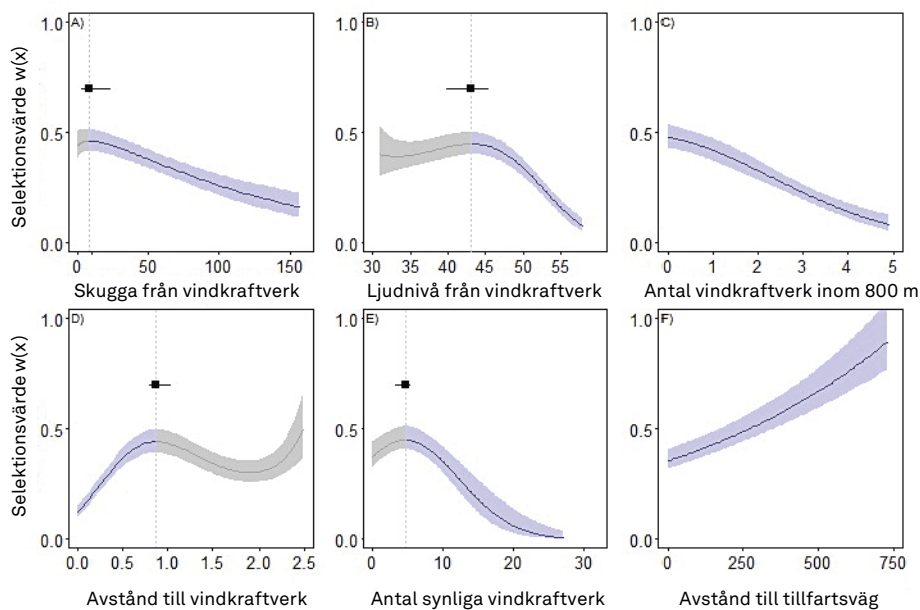 A) B) C)
Selektionsvärde w(x)
1.0 1.0 1.0
0.5 0.5 0.5
0.0 0.0 0.0
0 50 100 150 30 35 40 45 50 55 0 1 2 3 4 5
Skugga från vindkraftverk Ljudnivå från vindkraftverk Antal vindkraftverk inom 800 m
D) E) F)
Selektionsvärde w(x)
1.0 1.0 1.0
0.5 0.5 0.5
0.0 0.0 0.0
0.0 0.5 1.0 1.5 2.0 2.5 0 10 20 30 0 250 500 750
Avstånd till vindkraftverk Antal synliga vindkraftverk Avstånd till tillfartsväg